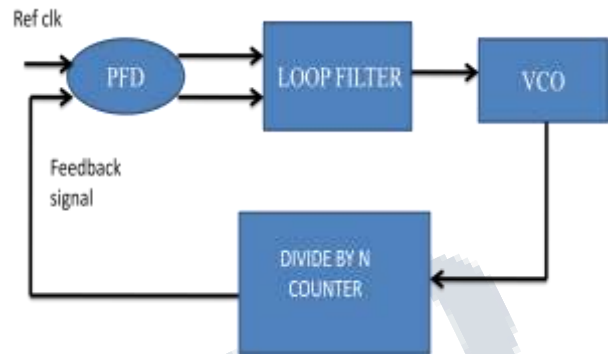 Ref clk
PFD
LOOP FILTER
VCO
Feedback
signal
DIVIDE BY N
COUNTER